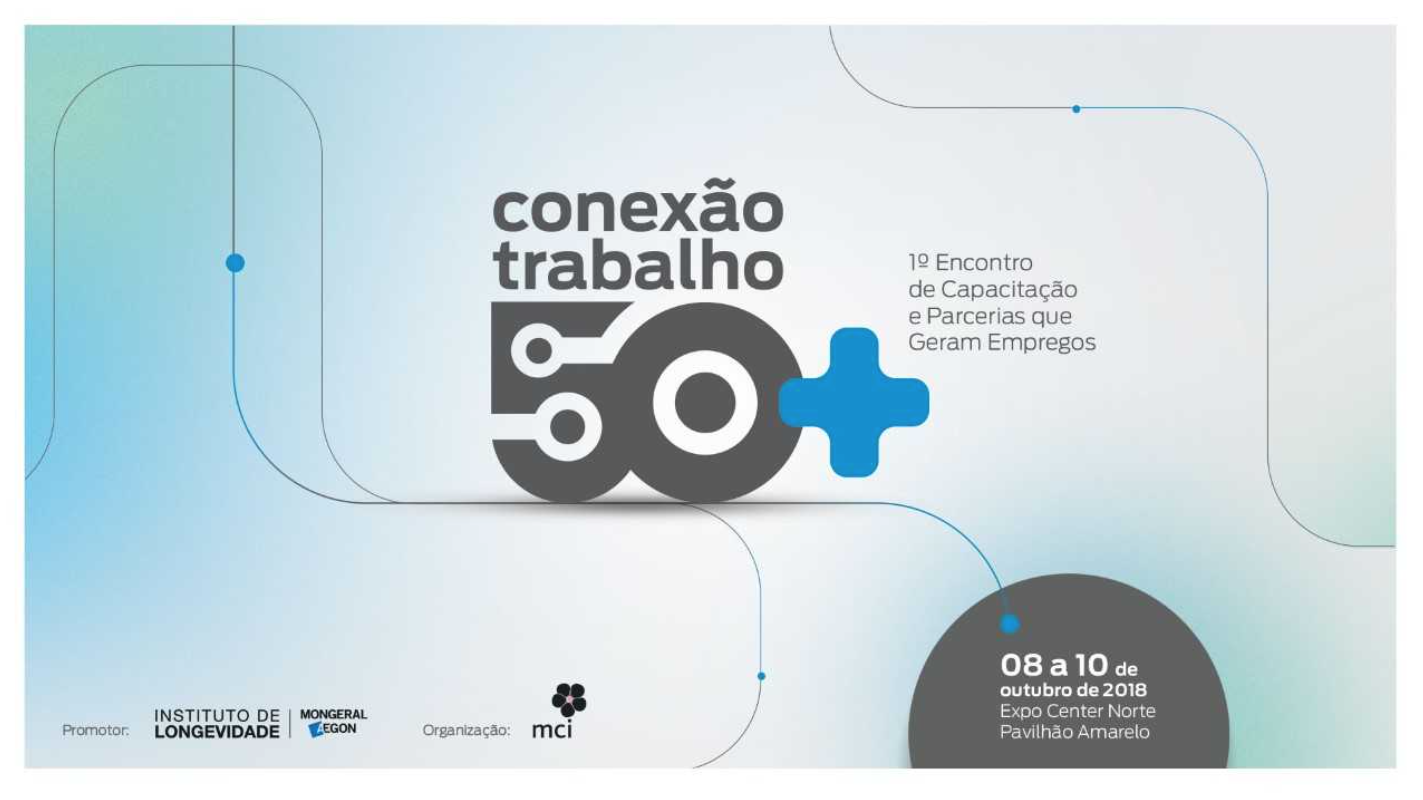 conexão
trabalho
50+
1º Encontro
de Capacitação
e Parcerias que
Geram Empregos
08 a 10 de
outubro de 2018
Expo Center Norte
Pavilhão Amarelo
Promotor:
INSTITUTO DE
LONGEVIDADE
MONGERAL
AEGON
Organização:
mci